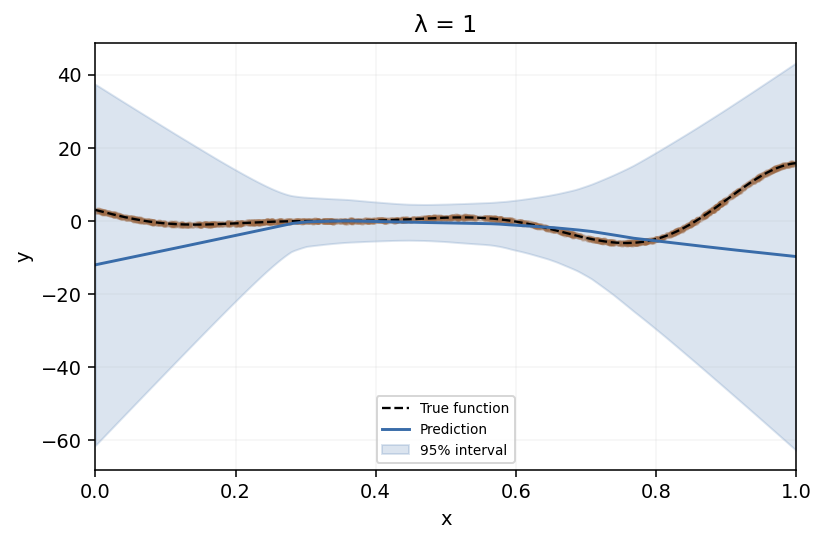 λ = 1
y
40
20
0
−20
−40
−60
True function
Prediction
95% interval
0.0 0.2 0.4 0.6 0.8 1.0
x